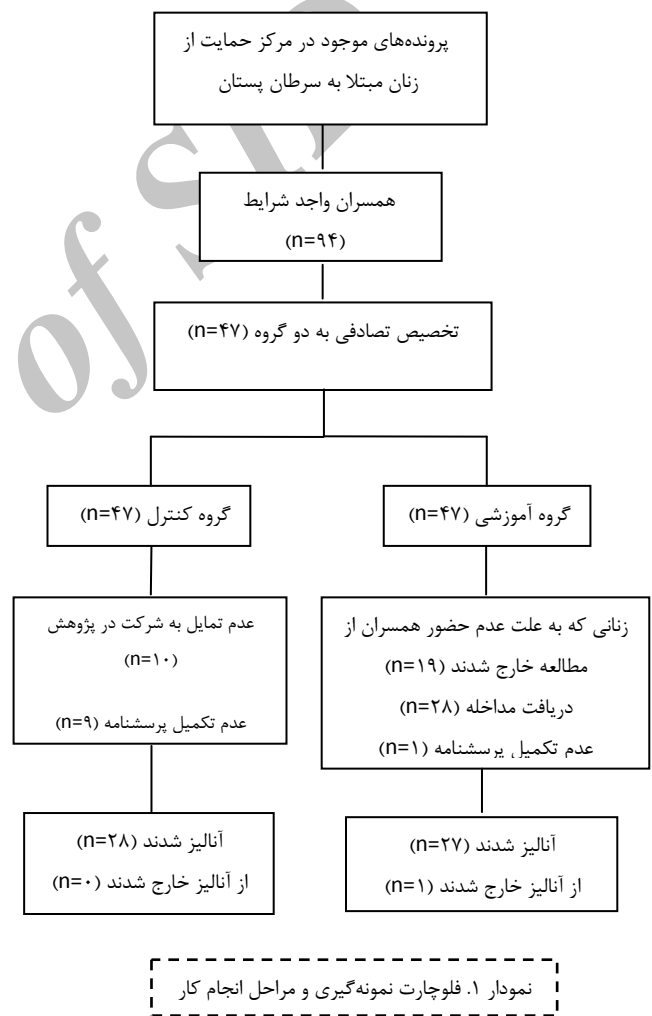 پرونده‌های موجود در مرکز حمایت از
زنان مبتلا به سرطان پستان
همسران واجد شرایط
(n=۹۴)
تخصیص تصادفی به دو گروه (n=۴۷)
گروه آموزشی (n=۴۷)
گروه کنترل (n=۴۷)
زنانی که به علت عدم حضور همسران از
مطالعه خارج شدند (n=۱۹)
دریافت مداخله (n=۲۸)
عدم تکمیل پرسشنامه (n=۱)
عدم تمایل به شرکت در پژوهش
(n=۱۰)
عدم تکمیل پرسشنامه (n=۹)
آنالیز شدند (n=۲۷)
از آنالیز خارج شدند (n=۱)
آنالیز شدند (n=۲۸)
از آنالیز خارج شدند (n=۰)
نمودار ۱. فلوچارت نمونه‌گیری و مراحل انجام کار
of